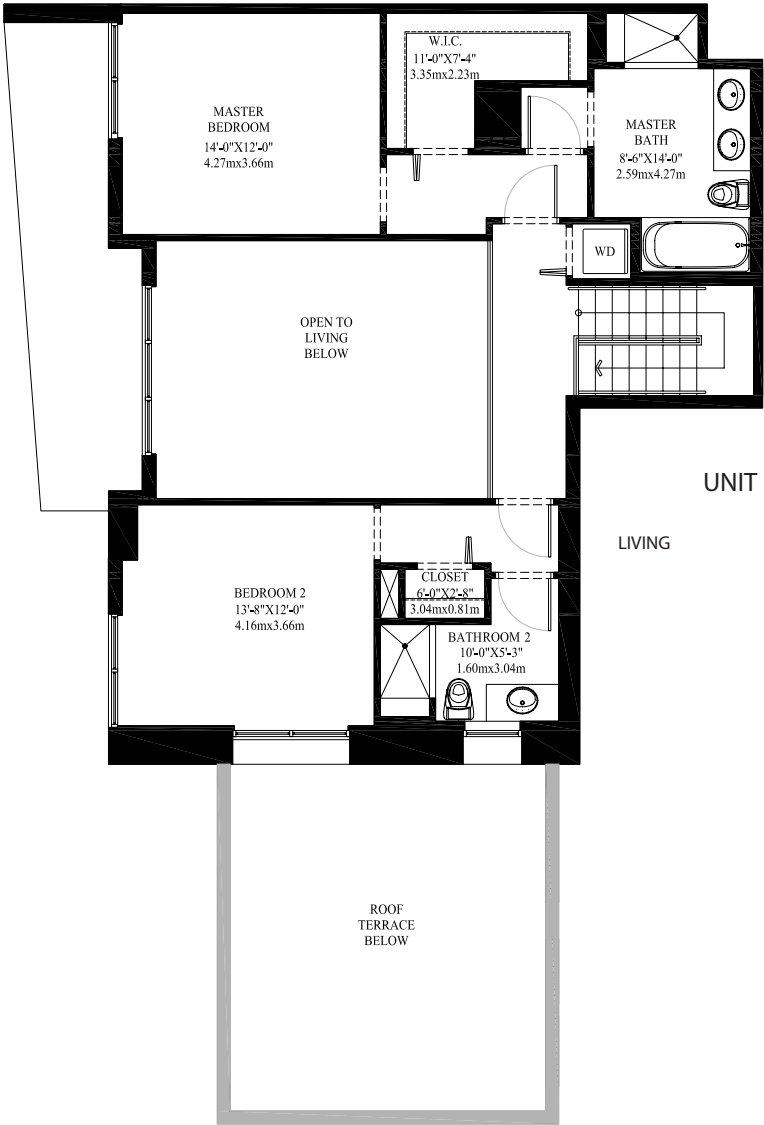 W.I.C.
11'-0"X7'-4"
3.35mx2.23m
MASTER
BEDROOM
14'-0"X12'-0"
4.27mx3.66m
MASTER
BATH
8'-6"X14'-0"
2.59mx4.27m
WD
OPEN TO
LIVING
BELOW
UNIT
LIVING
CLOSET
6'-0"X2'-8"
3.04mx0.81m
BEDROOM 2
13'-8"X12'-0"
4.16mx3.66m
BATHROOM 2
10'-0"X5'-3"
1.60mx3.04m
ROOF
TERRACE
BELOW